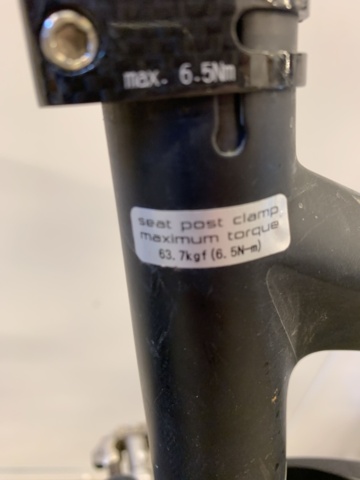 max. 6.5Nm
seat post clamp
maximum torque
63.7kgf(6.5N-m)